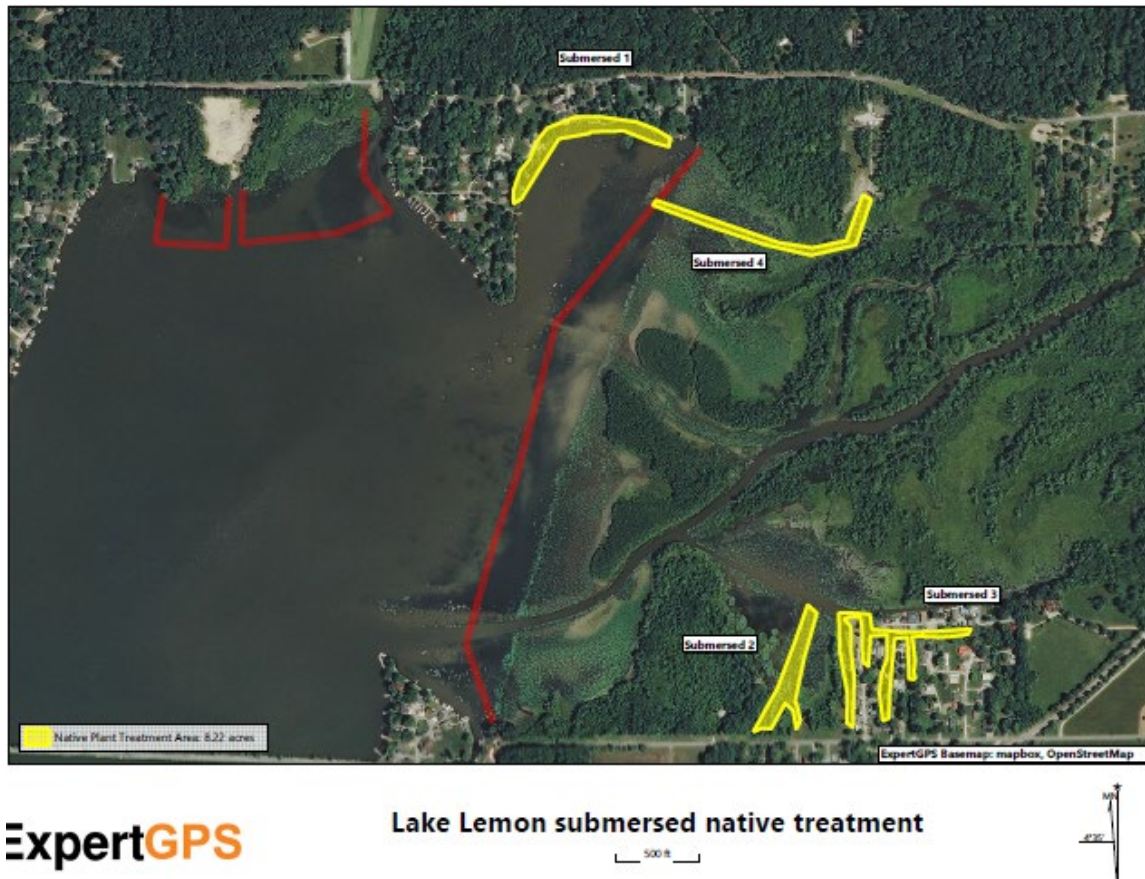 Submersed 1
Submersed 4
Submersed 3
Submersed 2
Native Plant Treatment Area: 8.22 acres
ExpertGPS Basemap: mapbox, OpenStreetMap
ExpertGPS
Lake Lemon submersed native treatment
500 ft
MN